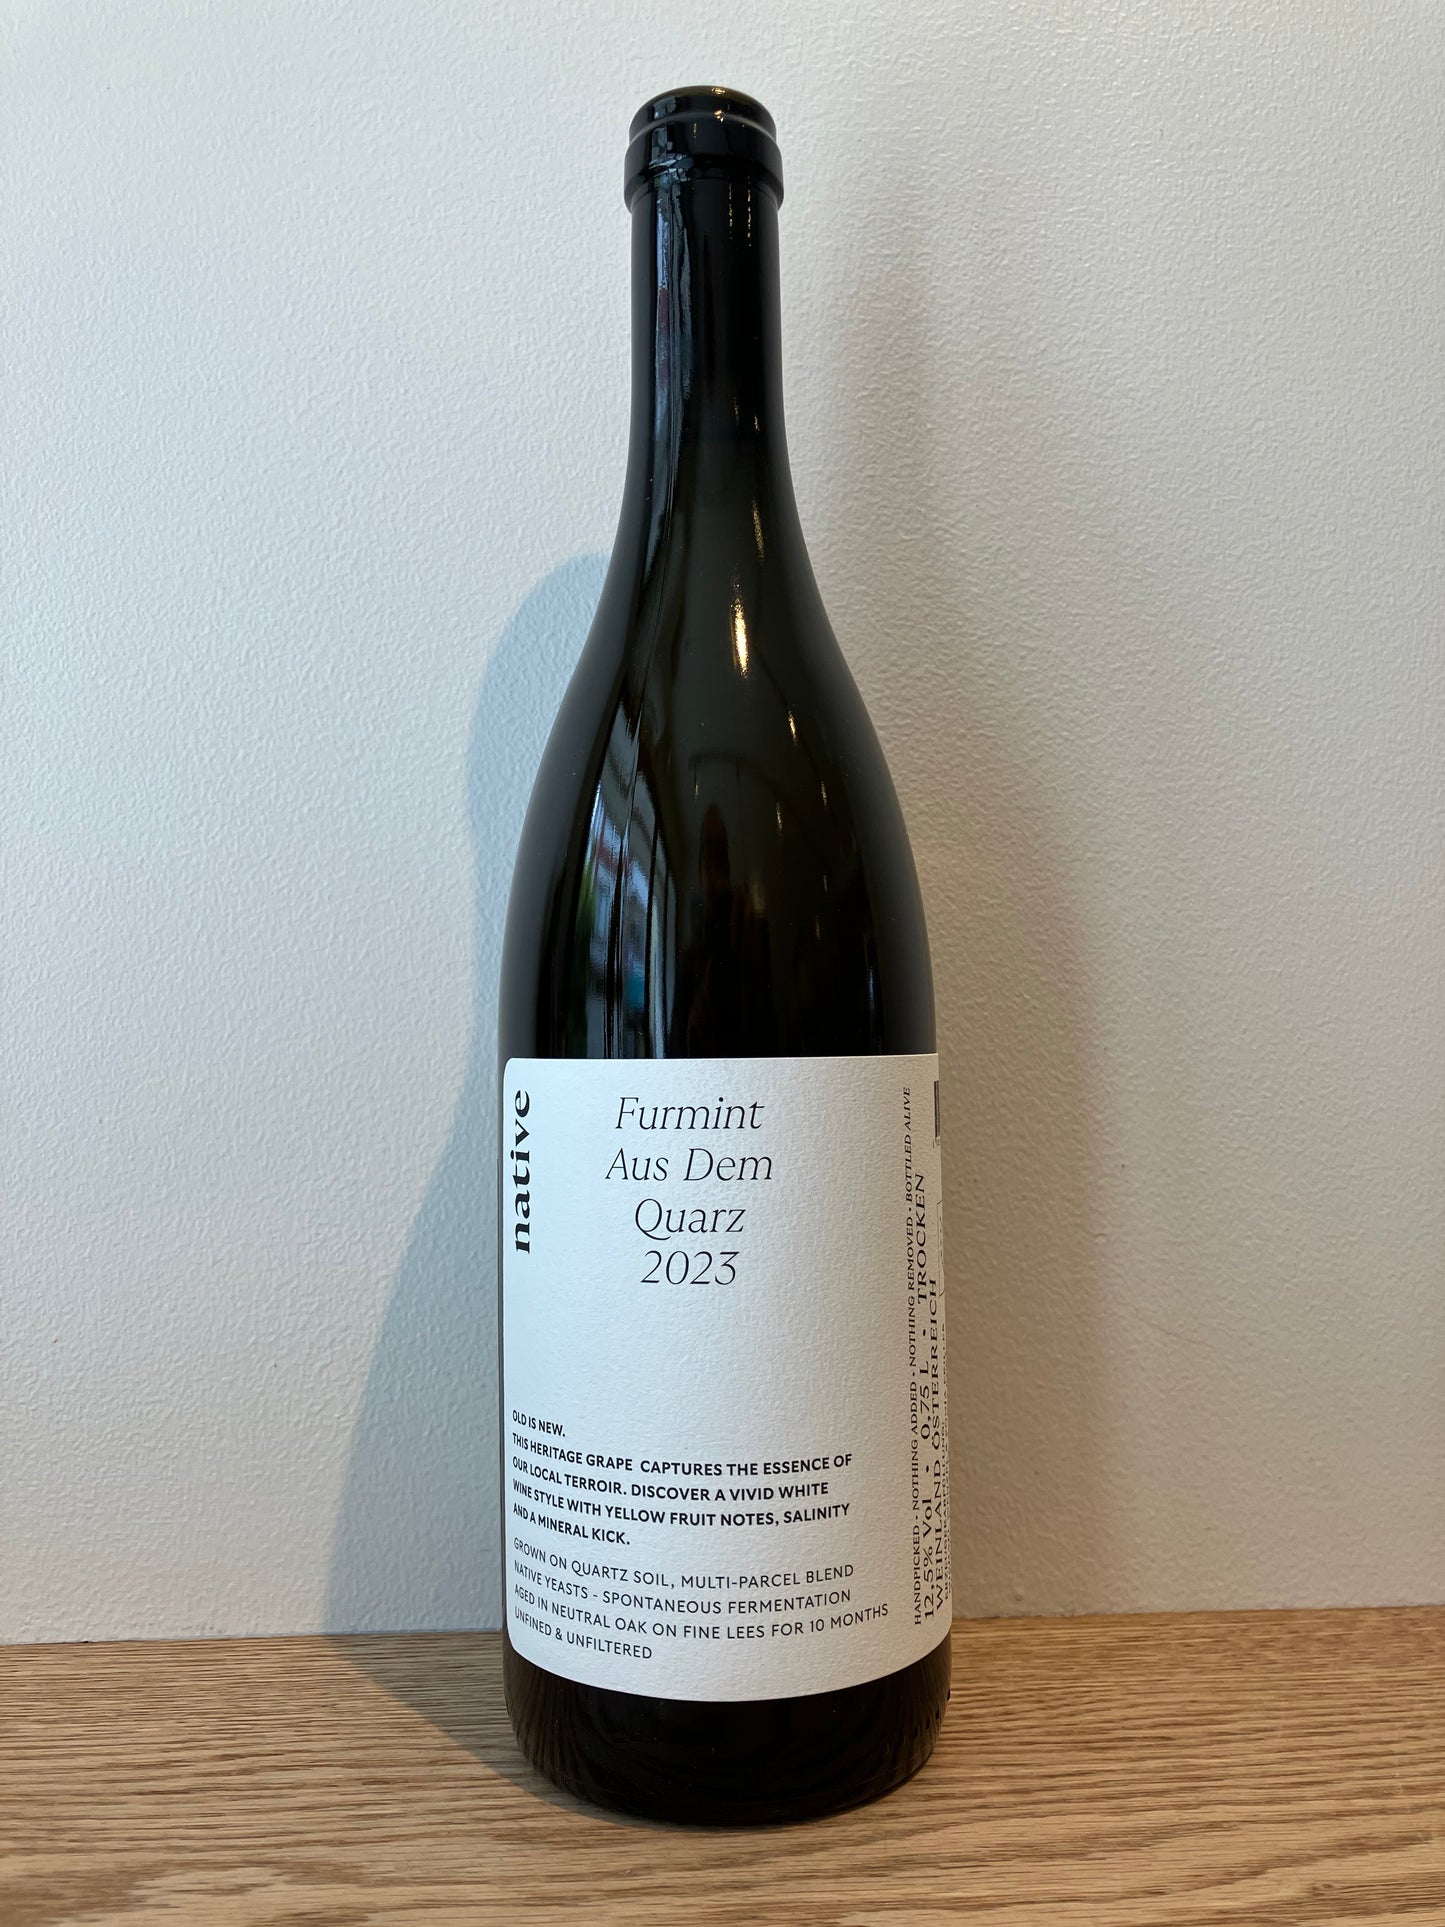 native
Furmint
Aus Dem
Quarz
2023
OLD IS NEW.
THIS HERITAGE GRAPE CAPTURES THE ESSENCE OF
OUR LOCAL TERROIR. DISCOVER A VIVID WHITE
WINE STYLE WITH YELLOW FRUIT NOTES, SALINITY
AND A MINERAL KICK.
GROWN ON QUARTZ SOIL, MULTI-PARCEL BLEND
NATIVE YEASTS - SPONTANEOUS FERMENTATION
AGED IN NEUTRAL OAK ON FINE LEES FOR 10 MONTHS
UNFINED & UNFILTERED
HANDPICKED • NOTHING ADDED • NOTHING REMOVED • BOTTLED ALIVE
12,5% Vol • 0,75 L • TROCKEN
WEINLAND ÖSTERREICH